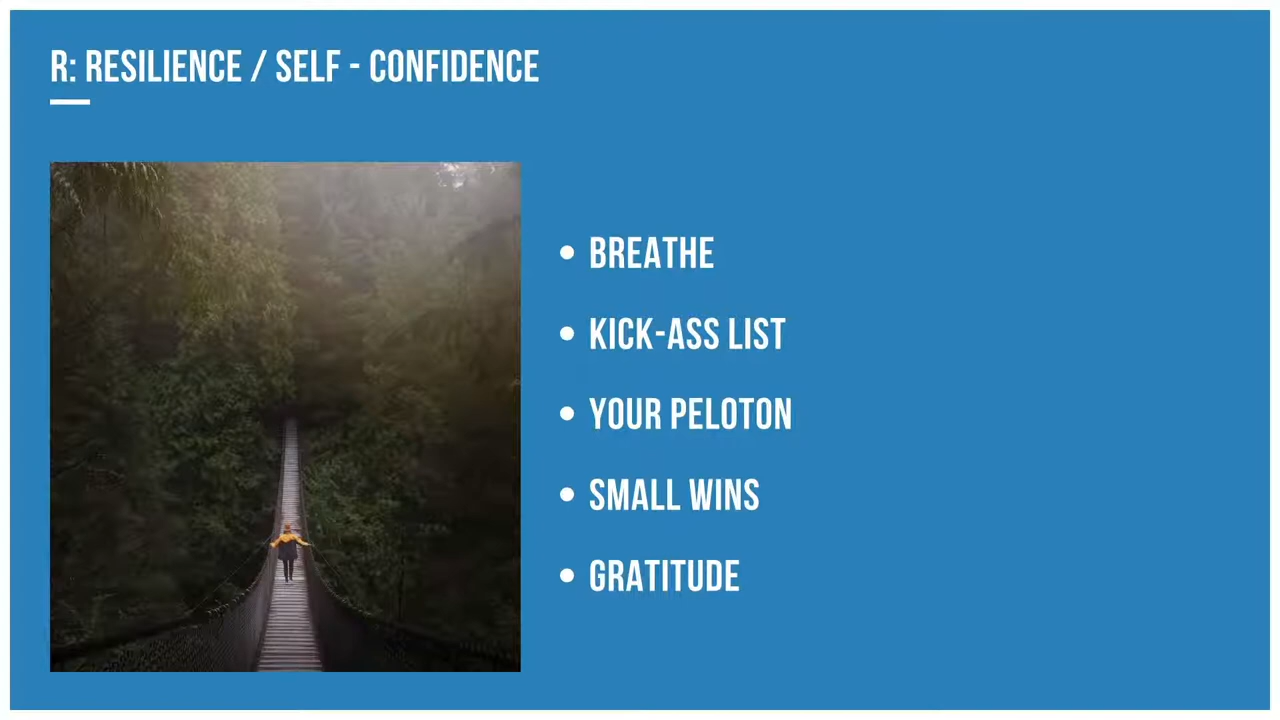 R: RESILIENCE / SELF - CONFIDENCE
• BREATHE
• KICK-ASS LIST
• YOUR PELOTON
• SMALL WINS
• GRATITUDE